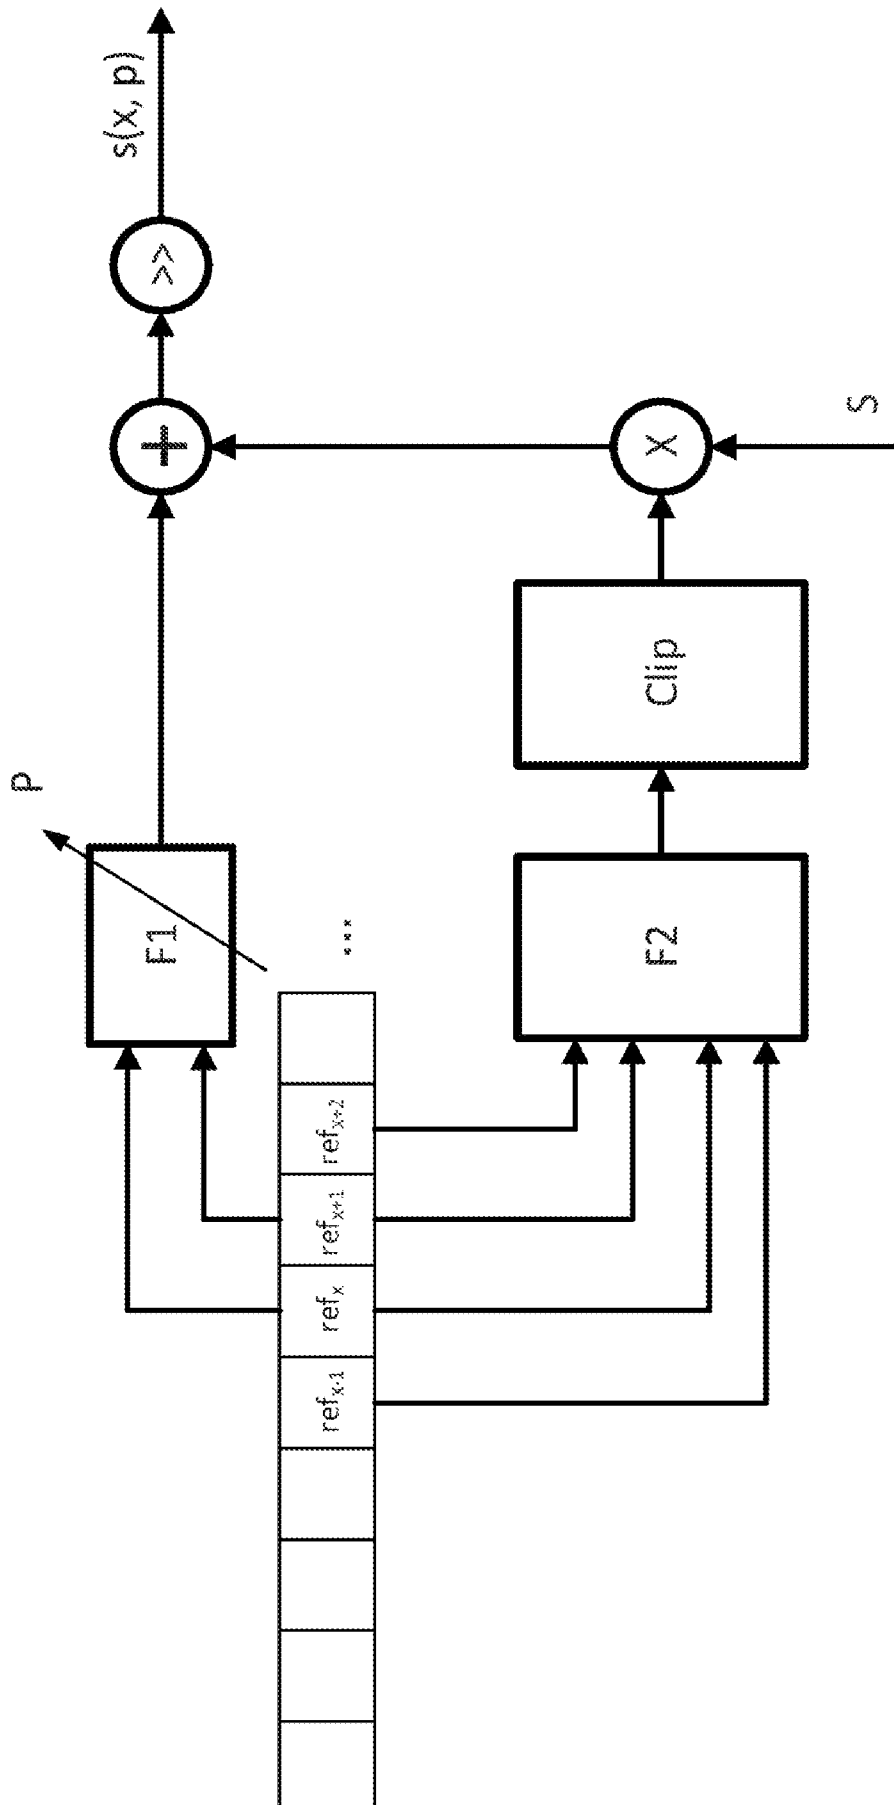 s(x, p)
>>
+
X
S
Clip
P
F1
F2
...
ref_{x+2}
ref_{x+1}
ref_x
ref_{x-1}